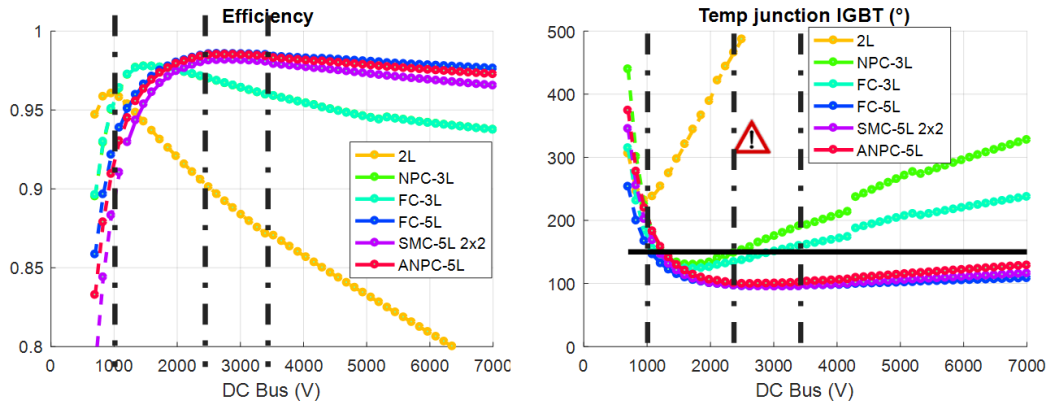 Efficiency
1
0.95
0.9
0.85
0.8
0
1000
2000
3000
4000
5000
6000
7000
DC Bus (V)
2L
NPC-3L
FC-3L
FC-5L
SMC-5L 2x2
ANPC-5L
Temp junction IGBT (°)
500
400
300
200
100
0
0
1000
2000
3000
4000
5000
6000
7000
DC Bus (V)
2L
NPC-3L
FC-3L
FC-5L
SMC-5L 2x2
ANPC-5L
!